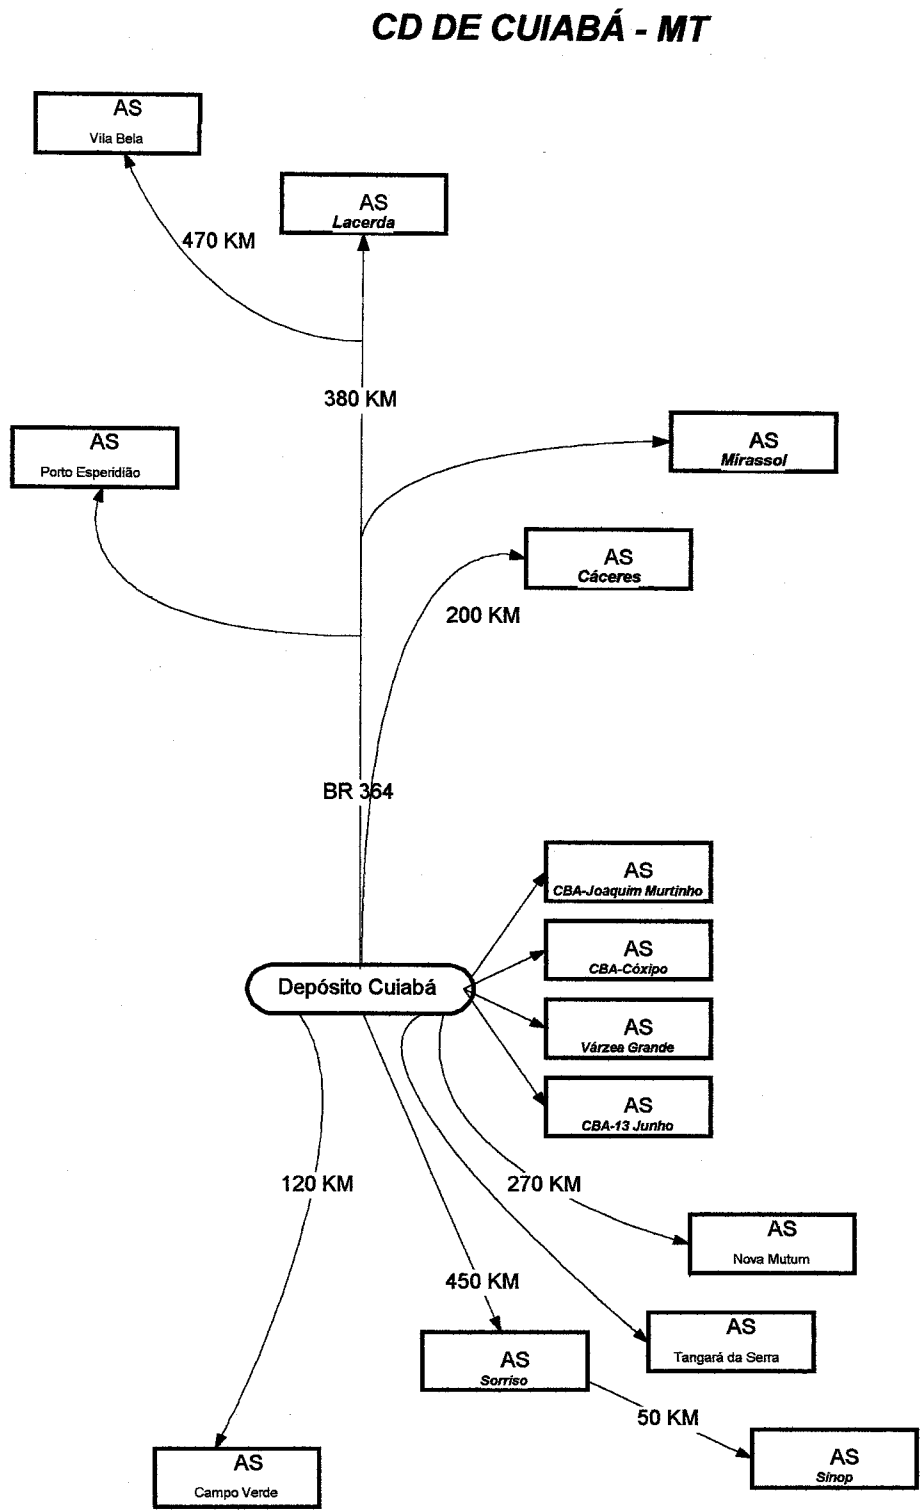 CD DE CUIABÁ - MT
AS
Vila Bela
AS
Lacerda
470 KM
380 KM
AS
Porto Esperidião
AS
Mirassol
AS
Cáceres
200 KM
BR 364
AS
CBA-Joaquim Murtinho
AS
CBA-Cóxipo
Depósito Cuiabá
AS
Várzea Grande
AS
CBA-13 Junho
120 KM
270 KM
AS
Nova Mutum
450 KM
AS
Tangará da Serra
AS
Sorriso
50 KM
AS
Sinop
AS
Campo Verde